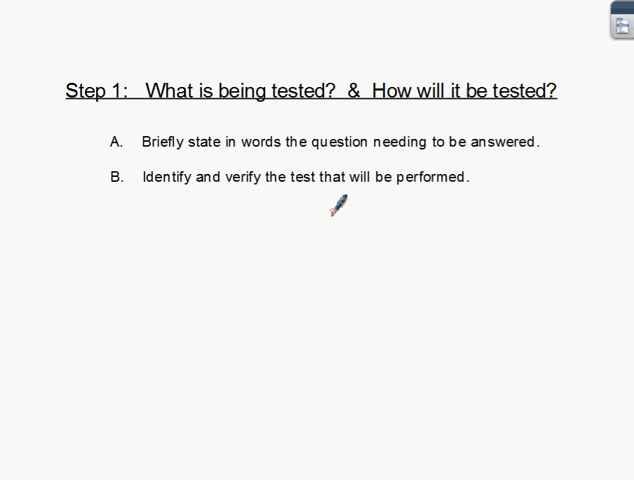 Step 1: What is being tested? & How will it be tested?
A. Briefly state in words the question needing to be answered.
B. Identify and verify the test that will be performed.